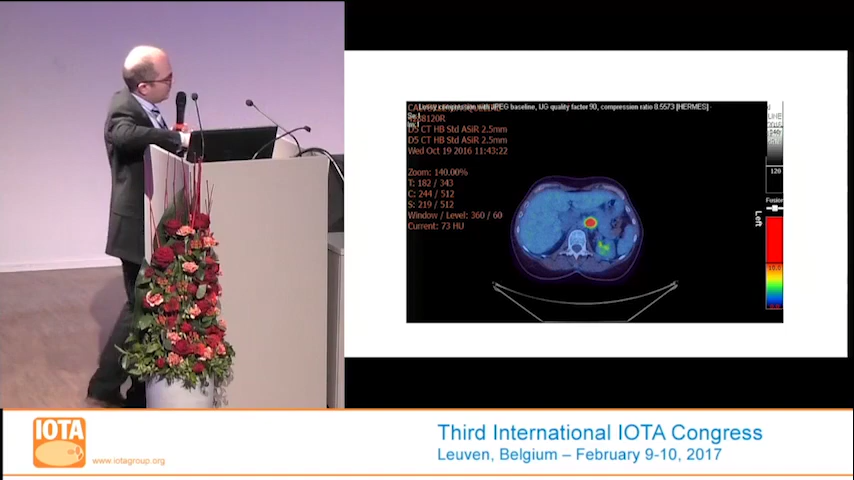 Lossy compression with JPEG baseline, IJG quality factor 90, compression ratio 8.5573 [HERMES]
D5 CT HB Std ASiR 2.5mm
D5 CT HB Std ASiR 2.5mm
Wed Oct 19 2016 11:43:22
Zoom: 140.00%
T: 182 / 343
C: 244 / 512
S: 219 / 512
Window / Level: 360 / 60
Current: 73 HU
120
Fusion
Left
IOTA
www.iotagroup.org
Third International IOTA Congress
Leuven, Belgium – February 9-10, 2017